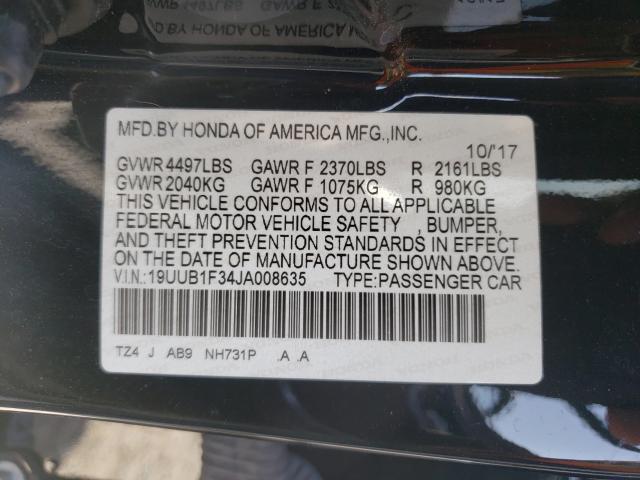 MFD.BY HONDA OF AMERICA MFG.,INC.
10/'17
GVWR 4497LBS GAWR F 2370LBS R 2161LBS
GVWR 2040KG GAWR F 1075KG R 980KG
THIS VEHICLE CONFORMS TO ALL APPLICABLE
FEDERAL MOTOR VEHICLE SAFETY , BUMPER,
AND THEFT PREVENTION STANDARDS IN EFFECT
ON THE DATE OF MANUFACTURE SHOWN ABOVE.
V.I.N.:19UUB1F34JA008635 TYPE:PASSENGER CAR
TZ4 J AB9 NH731P .A .A